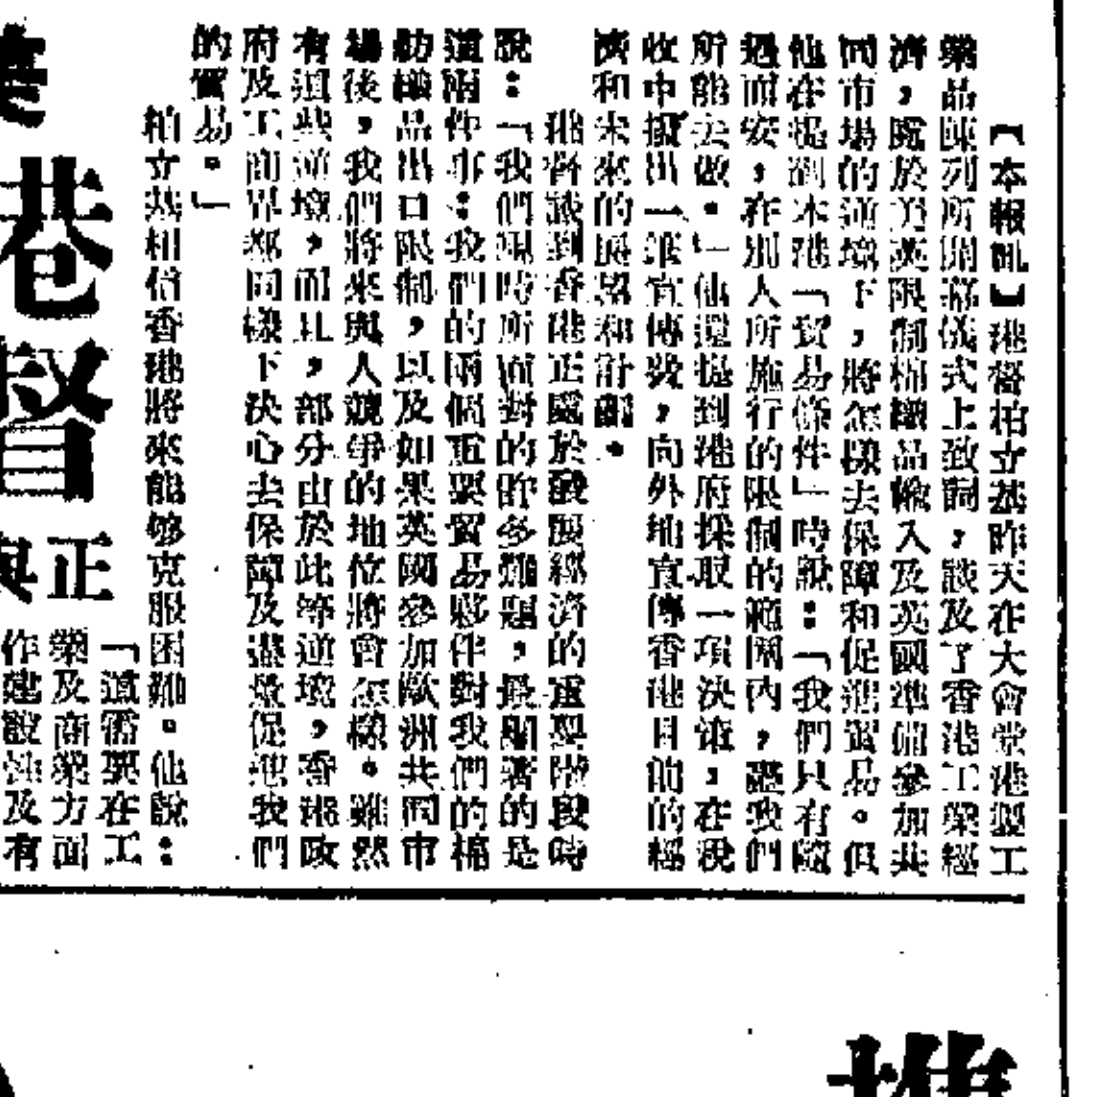 【本報訊】港督柏立基昨天在大會堂港製工
業品陳列所開幕儀式上致詞，談及了香港工業經
濟，處於美英限制棉織品輸入及英國準備參加共
同市場的逆境下，將怎樣去保障和促進貿易。但
他在提到本港「貿易條件」時說：「我們只有隨
遇而安，在別人所施行的限制的範圍內，盡我們
所能去做。」他還提到港府採取一項決策，在稅
收中撥出一筆宣傳費，向外地宣傳香港目前的經
濟和未來的展望和計劃。
港督談到香港正處於發展經濟的重要階段時
說：「我們現時所面對的許多難題，最顯著的是
這兩件事：我們的兩個重要貿易夥伴對我們的棉
紡織品出口限制，以及如果英國參加歐洲共同市
場後，我們將來與人競爭的地位將會怎樣。雖然
有這些逆境，而且，部分由於此等逆境，香港政
府及工商界都同樣下決心去保障及盡量促進我們
的貿易。」
柏立基相信香港將來能够克服困難。他說：
「這需要在工
業及商業方面
作建設性及有
港督
正